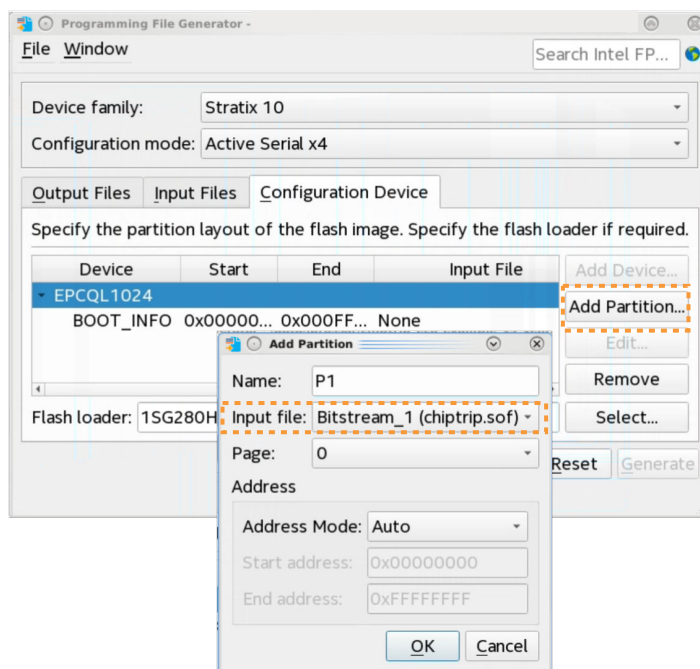 Programming File Generator -
File Window
Search Intel FP...
Device family: Stratix 10
Configuration mode: Active Serial x4
Output Files Input Files Configuration Device
Specify the partition layout of the flash image. Specify the flash loader if required.
Device Start End Input File
Add Device...
EPCQL1024
Add Partition...
BOOT_INFO 0x00000... 0x000FF... None
Edit...
Remove
Flash loader: 1SG280H
Select...
Reset Generate
Add Partition
Name: P1
Input file: Bitstream_1 (chiptrip.sof)
Page: 0
Address
Address Mode: Auto
Start address: 0x00000000
End address: 0xFFFFFFFF
OK Cancel